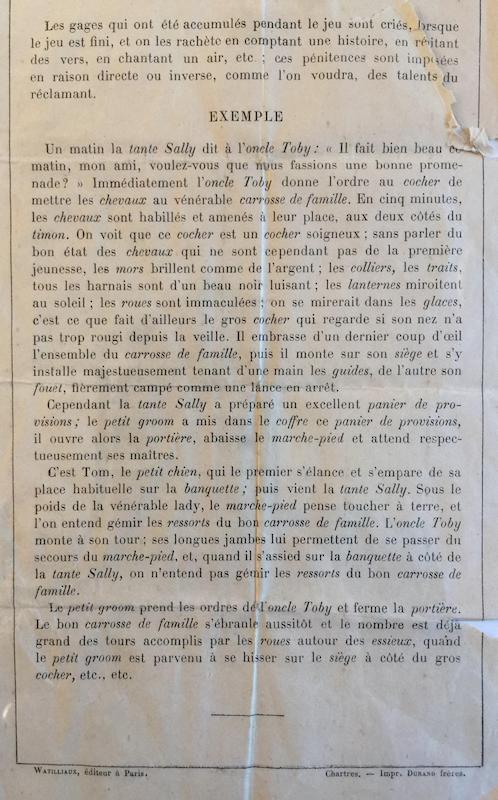 Les gages qui ont été accumulés pendant le jeu sont criés, lorsque
le jeu est fini, et on les rachète en comptant une histoire, en récitant
des vers, en chantant un air, etc. ; ces pénitences sont imposées
en raison directe ou inverse, comme l'on voudra, des talents du
réclamant.
EXEMPLE
Un matin la tante Sally dit à l'oncle Toby : « Il fait bien beau ce
matin, mon ami, voulez-vous que nous fassions une bonne prome-
nade ? » Immédiatement l'oncle Toby donne l'ordre au cocher de
mettre les chevaux au vénérable carrosse de famille. En cinq minutes,
les chevaux sont habillés et amenés à leur place, aux deux côtés du
timon. On voit que ce cocher est un cocher soigneux ; sans parler du
bon état des chevaux qui ne sont cependant pas de la première
jeunesse, les mors brillent comme de l'argent ; les colliers, les traits,
tous les harnais sont d'un beau noir luisant ; les lanternes miroitent
au soleil ; les roues sont immaculées ; on se mirerait dans les glaces,
c'est ce que fait d'ailleurs le gros cocher qui regarde si son nez n'a
pas trop rougi depuis la veille. Il embrasse d'un dernier coup d'œil
l'ensemble du carrosse de famille, puis il monte sur son siège et s'y
installe majestueusement tenant d'une main les guides, de l'autre son
fouet, fièrement campé comme une lance en arrêt.
Cependant la tante Sally a préparé un excellent panier de pro-
visions ; le petit groom a mis dans le coffre ce panier de provisions,
il ouvre alors la portière, abaisse le marche-pied et attend respec-
tueusement ses maîtres.
C'est Tom, le petit chien, qui le premier s'élance et s'empare de sa
place habituelle sur la banquette ; puis vient la tante Sally. Sous le
poids de la vénérable lady, le marche-pied pense toucher à terre, et
l'on entend gémir les ressorts du bon carrosse de famille. L'oncle Toby
monte à son tour ; ses longues jambes lui permettent de se passer du
secours du marche-pied, et, quand il s'assied sur la banquette à côté de
la tante Sally, on n'entend pas gémir les ressorts du bon carrosse de
famille.
Le petit groom prend les ordres de l'oncle Toby et ferme la portière.
Le bon carrosse de famille s'ébranle aussitôt et le nombre est déjà
grand des tours accomplis par les roues autour des essieux, quand
le petit groom est parvenu à se hisser sur le siège à côté du gros
cocher, etc., etc.
WATILLIAUX, éditeur à Paris.
Chartres. — Impr. DURAND frères.